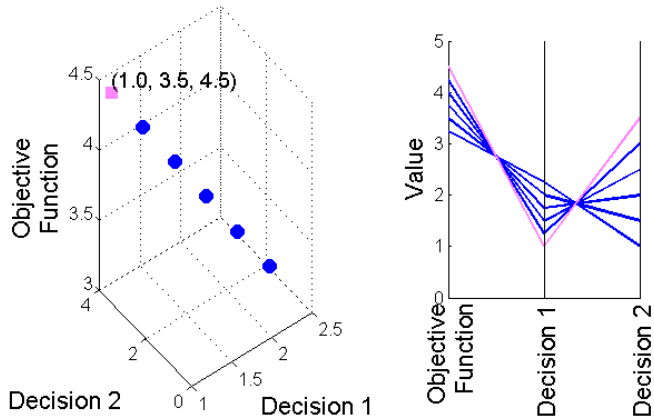 4.5
(1.0, 3.5, 4.5)
4
3.5
3
Objective
Function
4
2
0
Decision 2
1
1.5
2
2.5
Decision 1
5
4
3
2
1
0
Value
Objective
Function
Decision 1
Decision 2